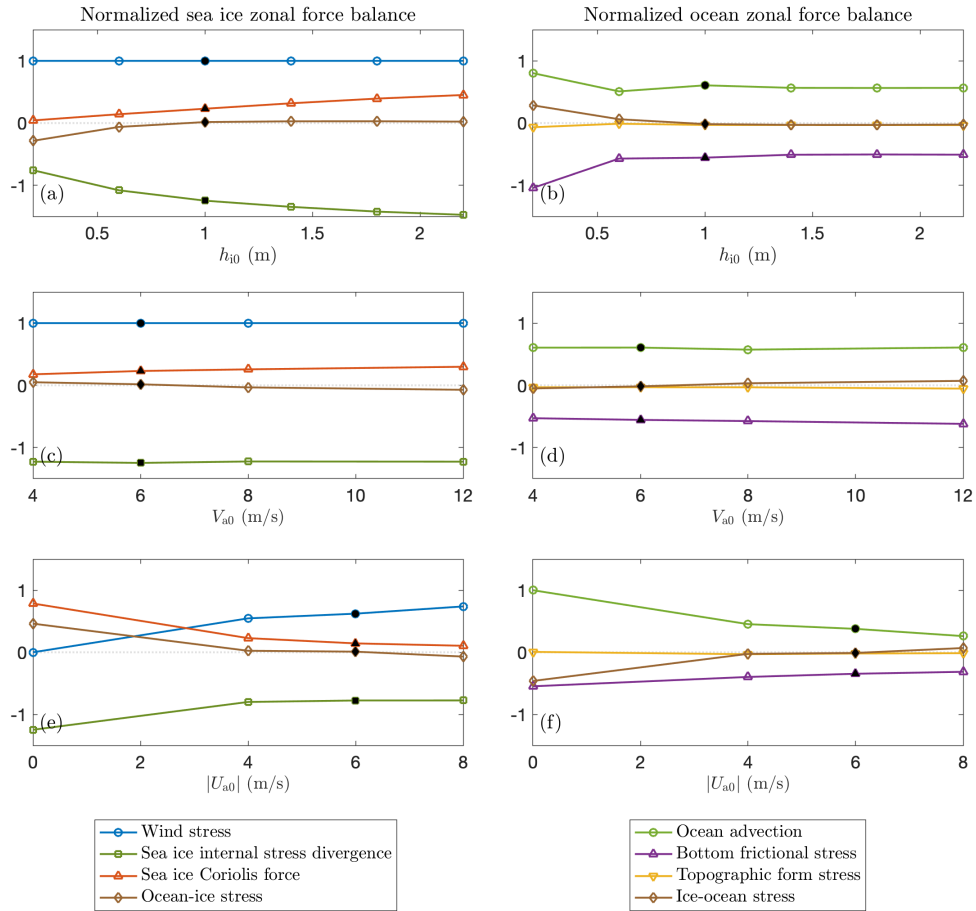 Normalized sea ice zonal force balance
Normalized ocean zonal force balance
1
0
-1
(a)
0.5 1 1.5 2
h_i0 (m)
1
0
-1
(b)
0.5 1 1.5 2
h_i0 (m)
1
0
-1
(c)
4 6 8 10 12
V_a0 (m/s)
1
0
-1
(d)
4 6 8 10 12
V_a0 (m/s)
1
0
-1
(e)
0 2 4 6 8
|U_a0| (m/s)
1
0
-1
(f)
0 2 4 6 8
|U_a0| (m/s)
Wind stress
Sea ice internal stress divergence
Sea ice Coriolis force
Ocean-ice stress
Ocean advection
Bottom frictional stress
Topographic form stress
Ice-ocean stress